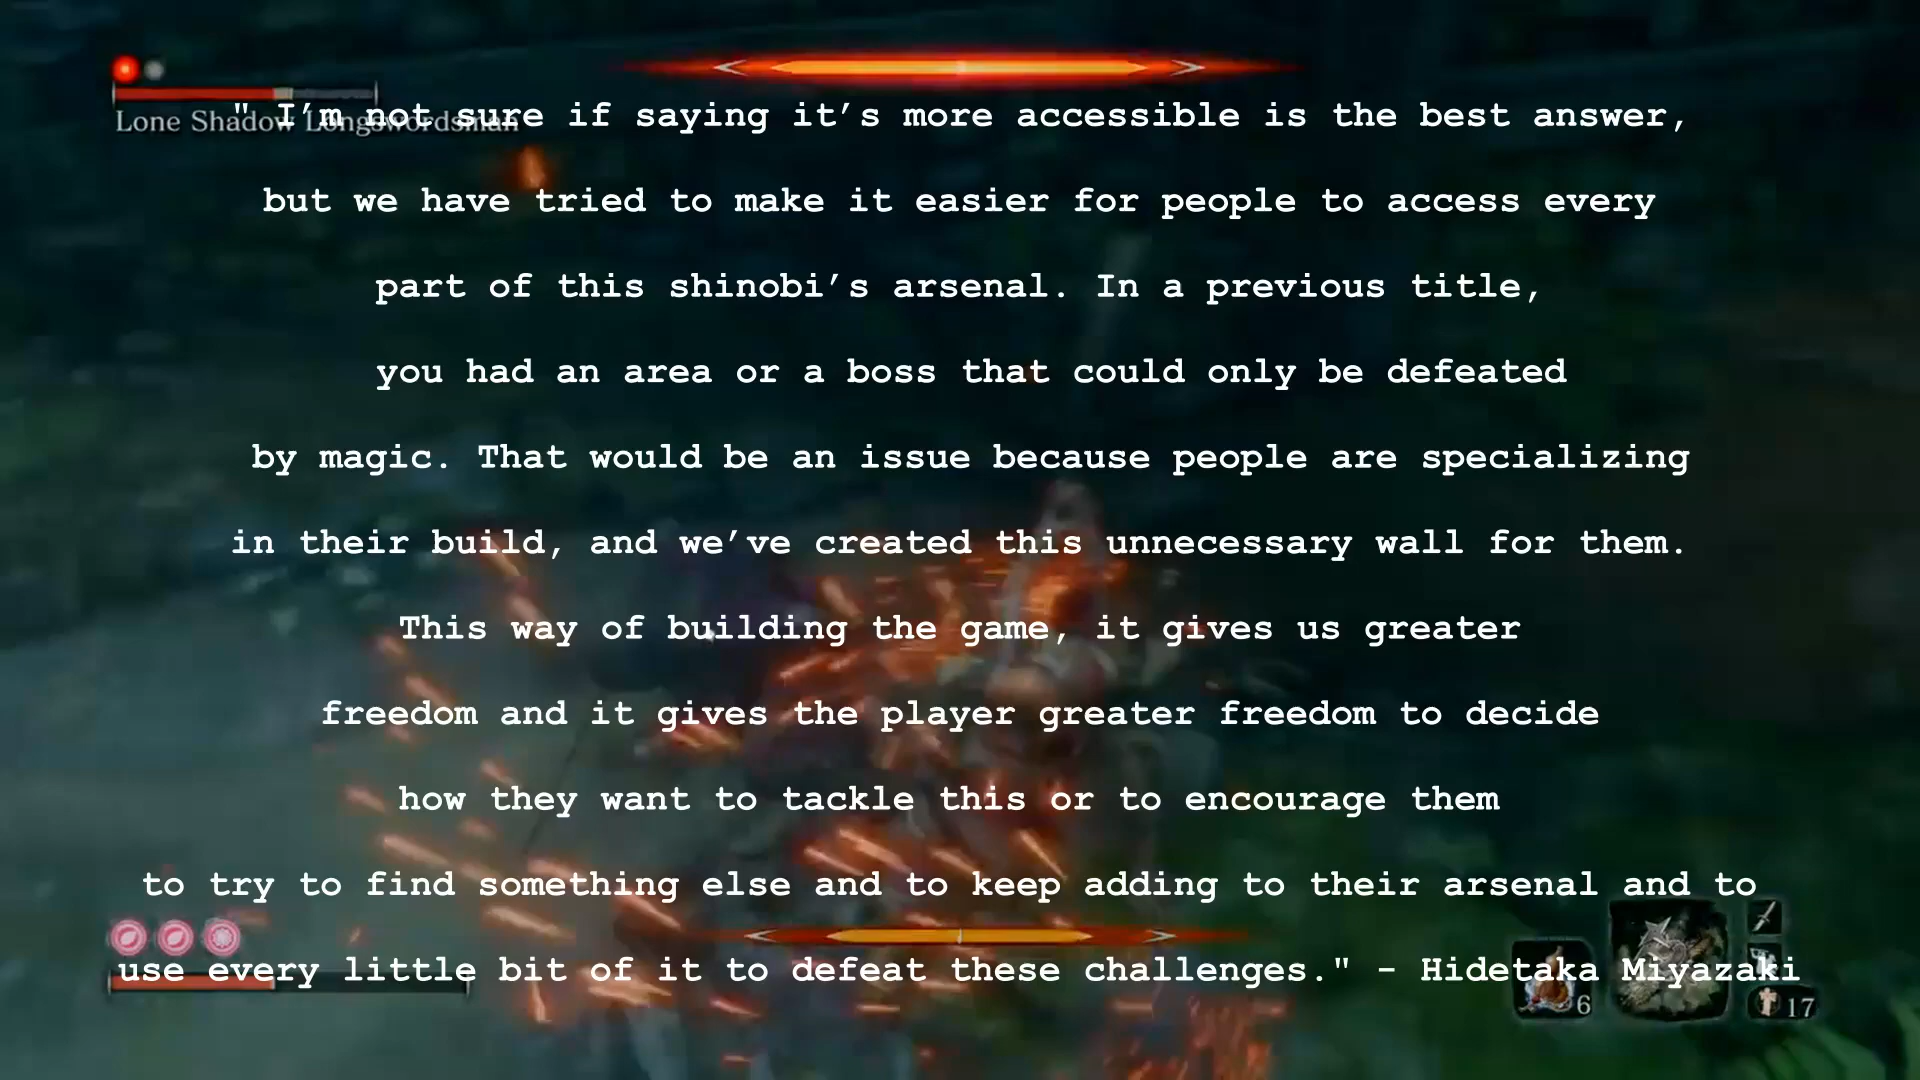 Lone Shadow Longswordsman
" I’m not sure if saying it’s more accessible is the best answer,
but we have tried to make it easier for people to access every
part of this shinobi’s arsenal. In a previous title,
you had an area or a boss that could only be defeated
by magic. That would be an issue because people are specializing
in their build, and we’ve created this unnecessary wall for them.
This way of building the game, it gives us greater
freedom and it gives the player greater freedom to decide
how they want to tackle this or to encourage them
to try to find something else and to keep adding to their arsenal and to
use every little bit of it to defeat these challenges." - Hidetaka Miyazaki
6
17